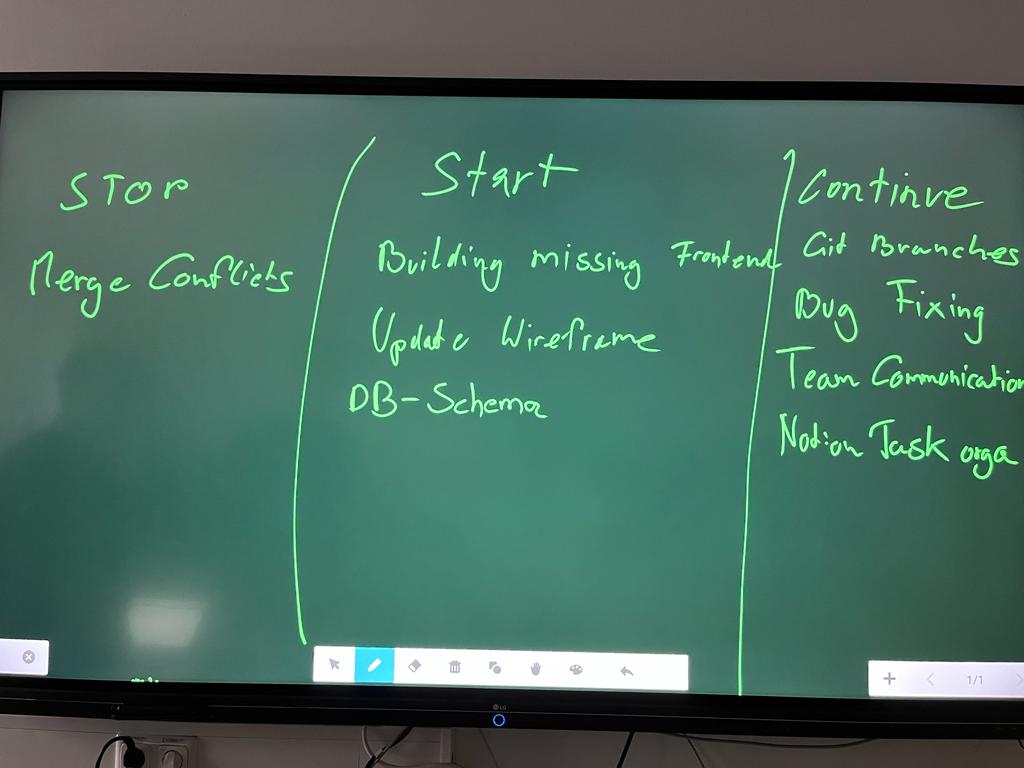 STOP
Merge Conflicts
Start
Building missing Frontend
Update Wireframe
DB-Schema
Continue
Git Branches
Bug Fixing
Team Communication
Notion Task orga
1/1
LG